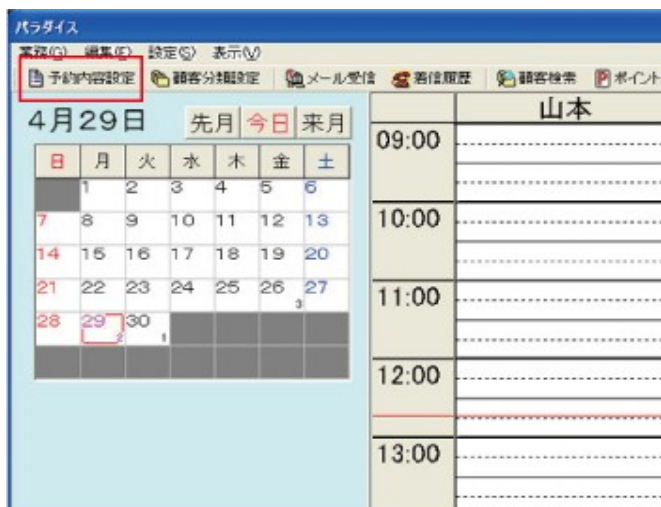 パラダイス
業務(G) 編集(E) 設定(S) 表示(V)
予約内容設定 顧客分類設定 メール受信 着信履歴 顧客検索 ポイント
4月29日 先月 今日 来月
山本
日 月 火 水 木 金 土
1 2 3 4 5 6
7 8 9 10 11 12 13
14 15 16 17 18 19 20
21 22 23 24 25 26 3 27
28 29 2 30 1
09:00
10:00
11:00
12:00
13:00